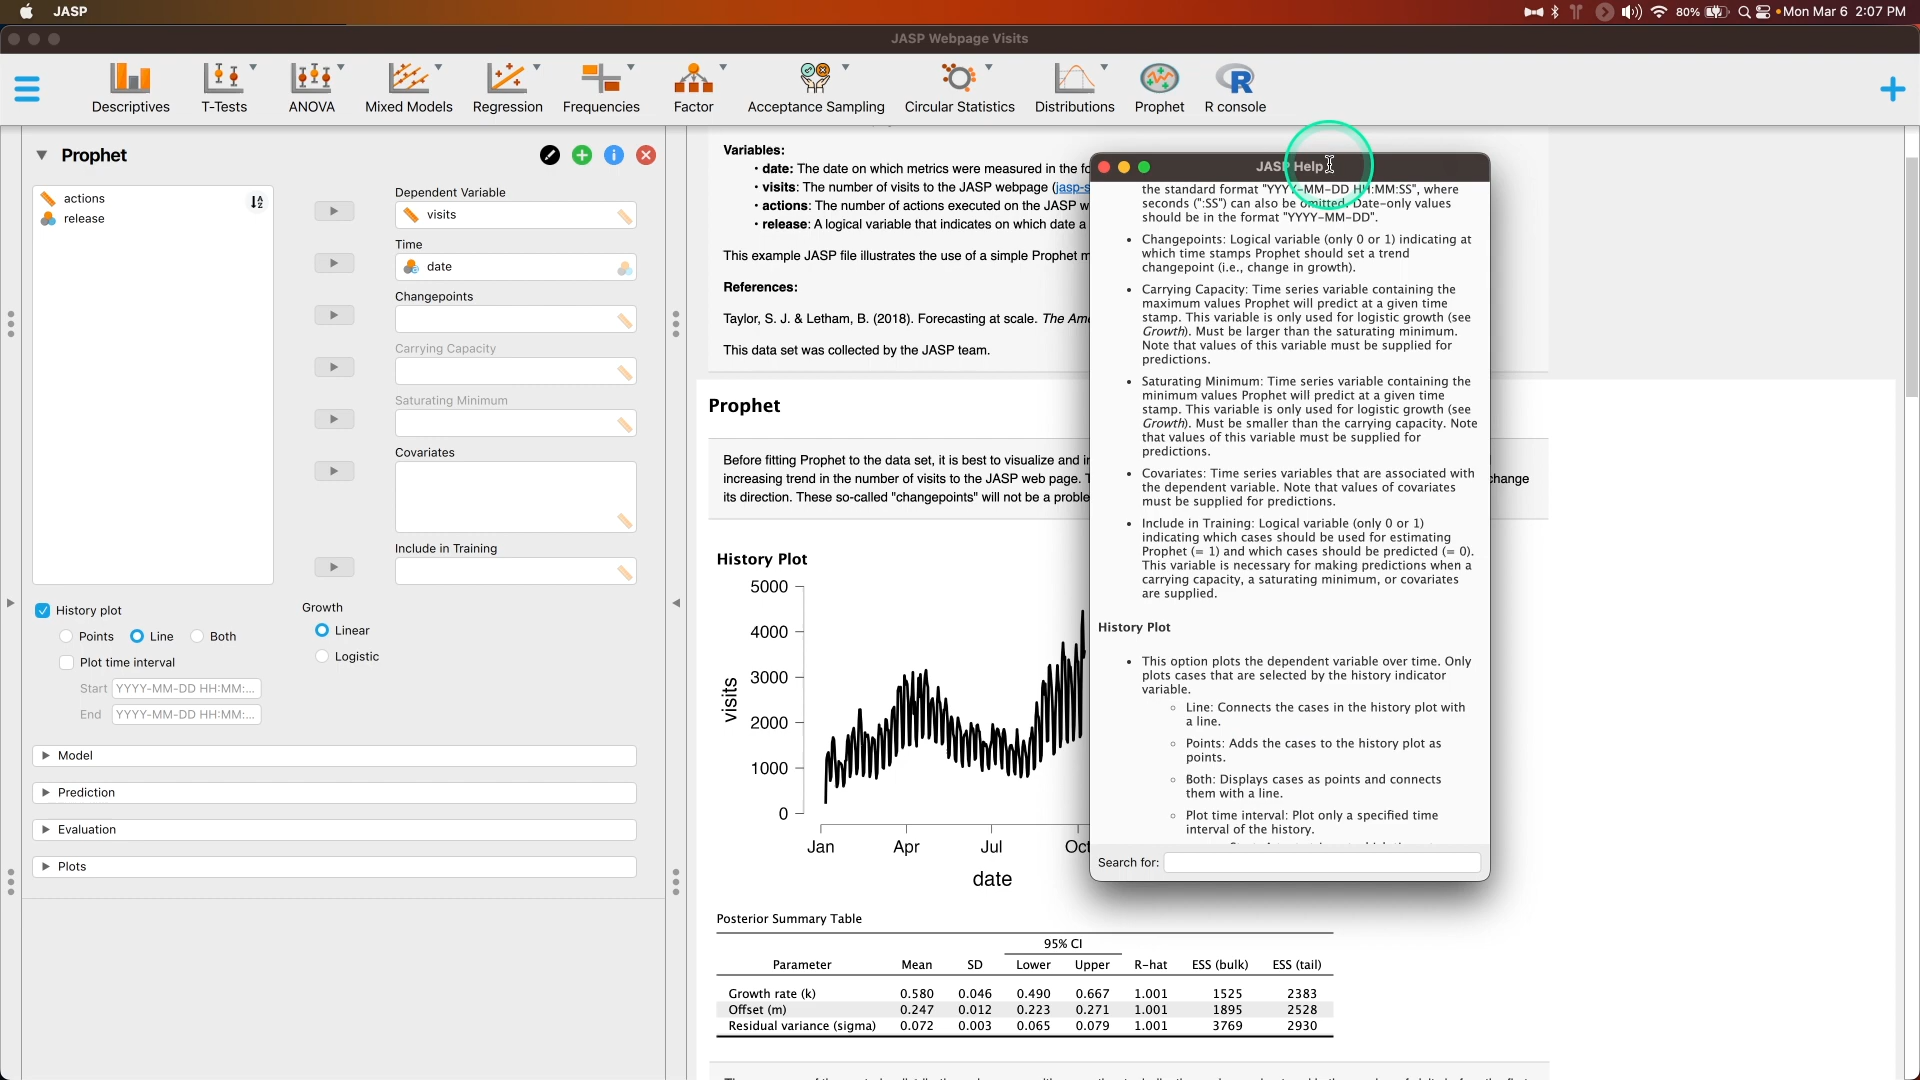 JASP
80%
Mon Mar 6 2:07 PM
JASP Webpage Visits
Descriptives
T-Tests
ANOVA
Mixed Models
Regression
Frequencies
Factor
Acceptance Sampling
Circular Statistics
Distributions
Prophet
R console
Prophet
actions
release
Dependent Variable
visits
Time
date
Changepoints
Carrying Capacity
Saturating Minimum
Covariates
Include in Training
History plot
Points Line Both
Plot time interval
Start YYYY-MM-DD HH:MM:...
End YYYY-MM-DD HH:MM:...
Growth
Linear
Logistic
Model
Prediction
Evaluation
Plots
Variables:
• date: The date on which metrics were measured in the fo
• visits: The number of visits to the JASP webpage (jasp-s
• actions: The number of actions executed on the JASP w
• release: A logical variable that indicates on which date a
This example JASP file illustrates the use of a simple Prophet m
References:
Taylor, S. J. & Letham, B. (2018). Forecasting at scale. The Ame
This data set was collected by the JASP team.
Prophet
Before fitting Prophet to the data set, it is best to visualize and in
increasing trend in the number of visits to the JASP web page. T change
its direction. These so-called "changepoints" will not be a proble
History Plot
5000
4000
3000
2000
1000
0
visits
Jan Apr Jul Oct
date
Posterior Summary Table
95% CI
Parameter Mean SD Lower Upper R-hat ESS (bulk) ESS (tail)
Growth rate (k) 0.580 0.046 0.490 0.667 1.001 1525 2383
Offset (m) 0.247 0.012 0.223 0.271 1.001 1895 2528
Residual variance (sigma) 0.072 0.003 0.065 0.079 1.001 3769 2930
JASP Help
the standard format "YYYY-MM-DD HH:MM:SS", where
seconds (":SS") can also be omitted. Date-only values
should be in the format "YYYY-MM-DD".
• Changepoints: Logical variable (only 0 or 1) indicating at
which time stamps Prophet should set a trend
changepoint (i.e., change in growth).
• Carrying Capacity: Time series variable containing the
maximum values Prophet will predict at a given time
stamp. This variable is only used for logistic growth (see
Growth). Must be larger than the saturating minimum.
Note that values of this variable must be supplied for
predictions.
• Saturating Minimum: Time series variable containing the
minimum values Prophet will predict at a given time
stamp. This variable is only used for logistic growth (see
Growth). Must be smaller than the carrying capacity. Note
that values of this variable must be supplied for
predictions.
• Covariates: Time series variables that are associated with
the dependent variable. Note that values of covariates
must be supplied for predictions.
• Include in Training: Logical variable (only 0 or 1)
indicating which cases should be used for estimating
Prophet (= 1) and which cases should be predicted (= 0).
This variable is necessary for making predictions when a
carrying capacity, a saturating minimum, or covariates
are supplied.
History Plot
• This option plots the dependent variable over time. Only
plots cases that are selected by the history indicator
variable.
◦ Line: Connects the cases in the history plot with
a line.
◦ Points: Adds the cases to the history plot as
points.
◦ Both: Displays cases as points and connects
them with a line.
◦ Plot time interval: Plot only a specified time
interval of the history.
Search for: